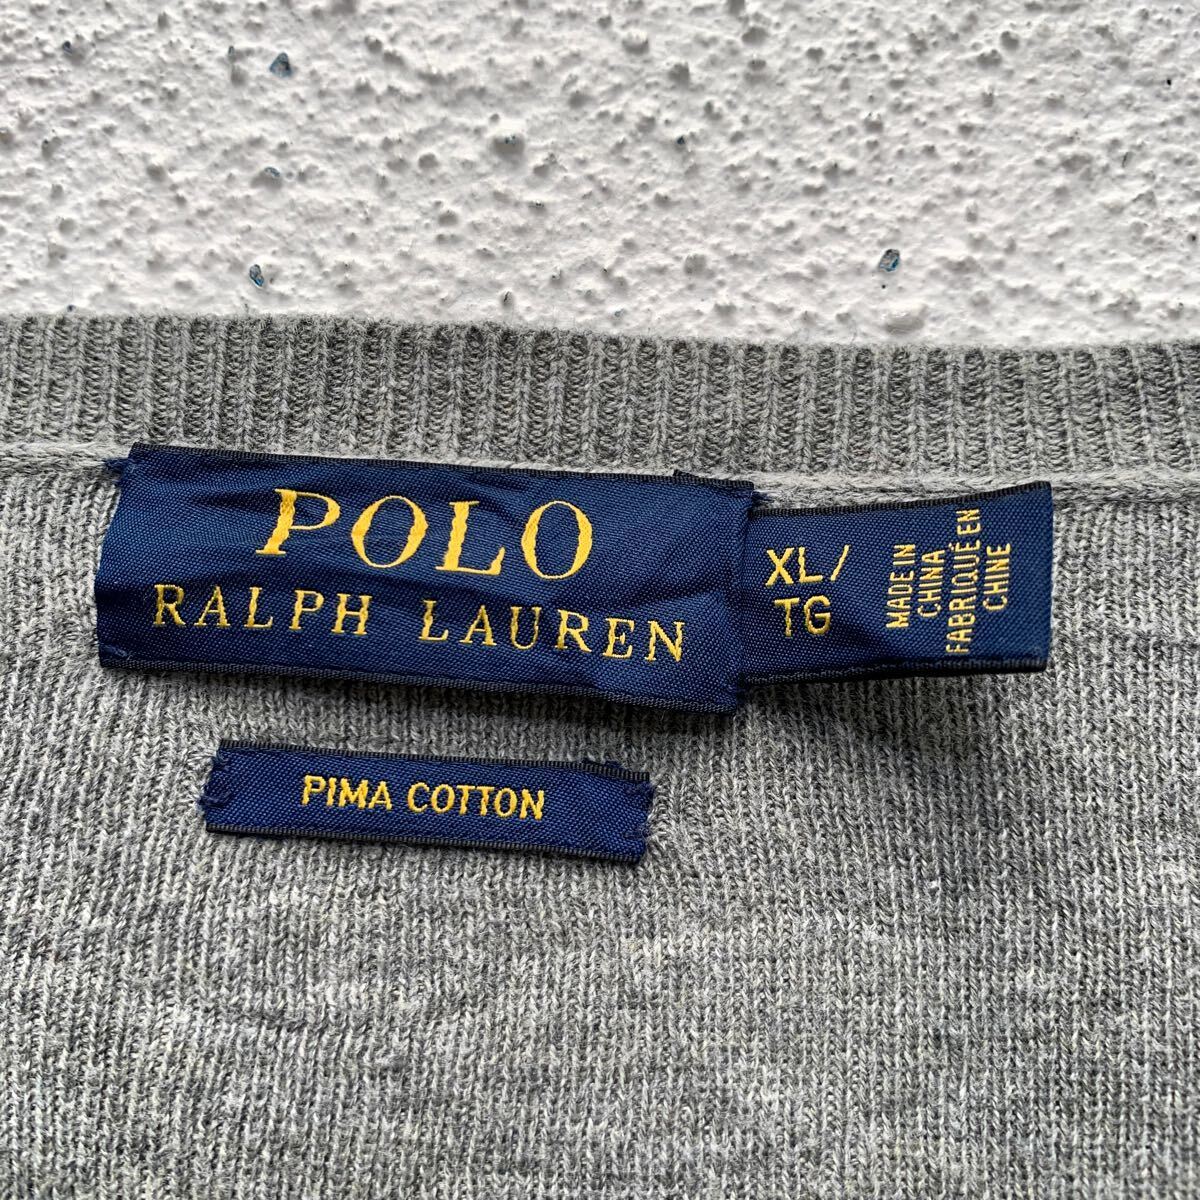 POLO
RALPH LAUREN
XL/
TG
MADE IN
CHINA
FABRIQUÉ EN
CHINE
PIMA COTTON